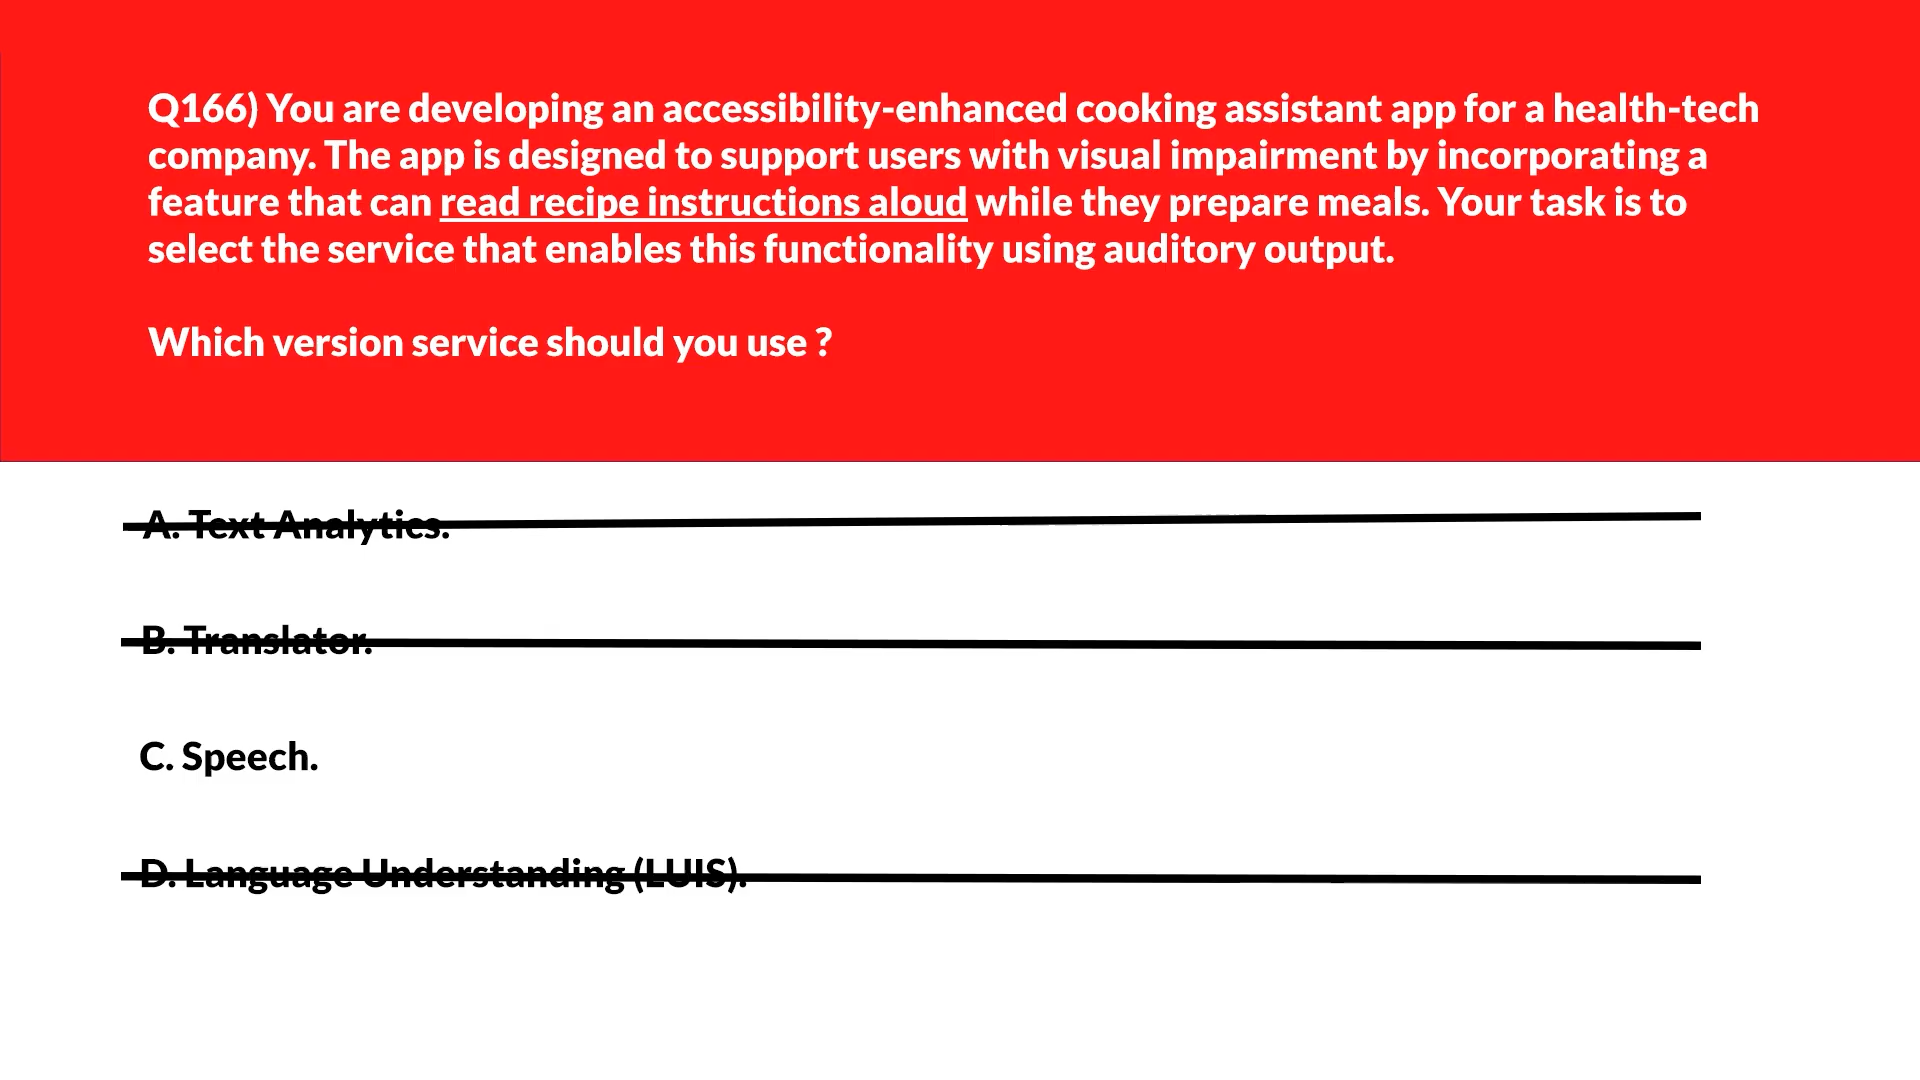 Q166) You are developing an accessibility-enhanced cooking assistant app for a health-tech
company. The app is designed to support users with visual impairment by incorporating a
feature that can read recipe instructions aloud while they prepare meals. Your task is to
select the service that enables this functionality using auditory output.
Which version service should you use ?
A. Text Analytics.
B. Translator.
C. Speech.
D. Language Understanding (LUIS).